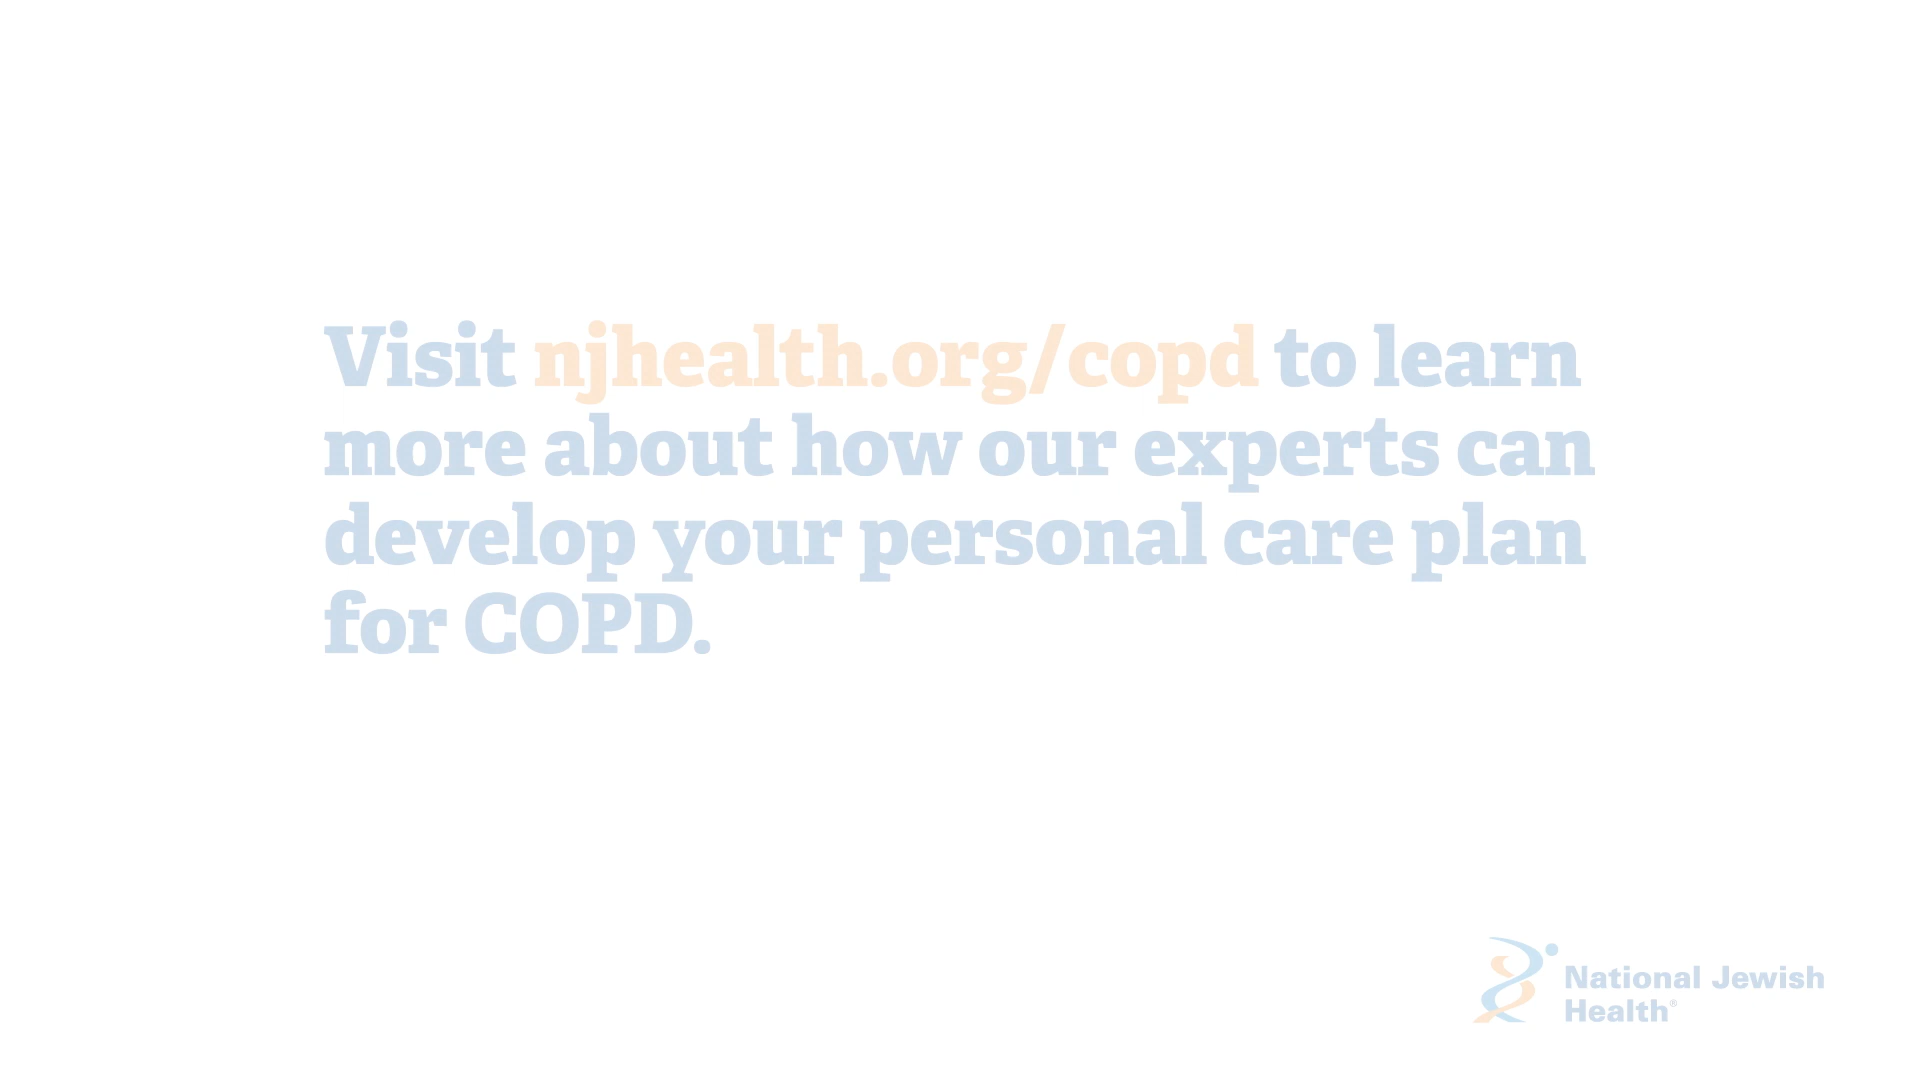 Visit njhealth.org/copd to learn
more about how our experts can
develop your personal care plan
for COPD.
National Jewish
Health®